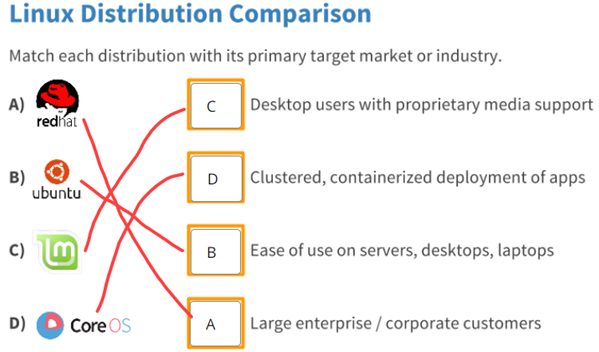 Linux Distribution Comparison
Match each distribution with its primary target market or industry.
A) redhat C Desktop users with proprietary media support
B) ubuntu D Clustered, containerized deployment of apps
C) lm B Ease of use on servers, desktops, laptops
D) CoreOS A Large enterprise / corporate customers